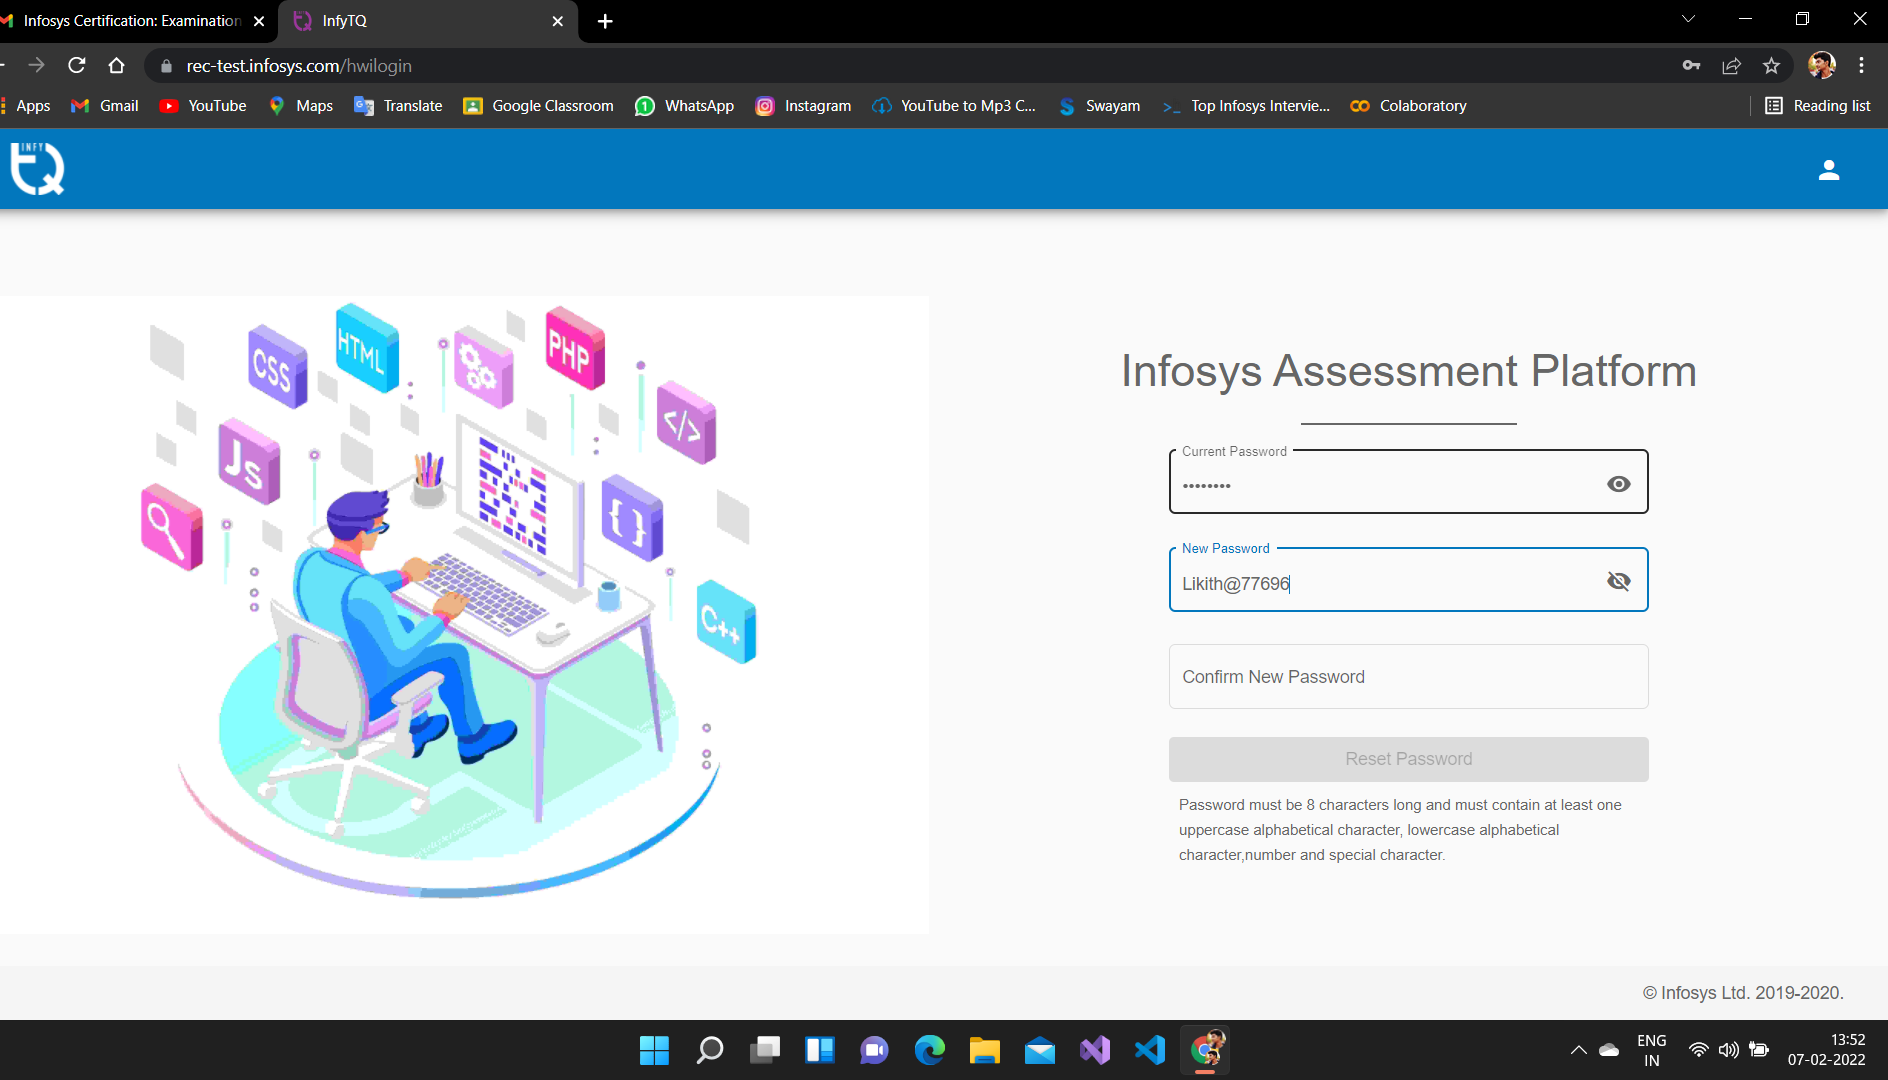 Infosys Certification: Examination
InfyTQ
rec-test.infosys.com/hwilogin
Apps
Gmail
YouTube
Maps
Translate
Google Classroom
WhatsApp
Instagram
YouTube to Mp3 C...
Swayam
Top Infosys Intervie...
Colaboratory
Reading list
INFY
tQ
CSS
HTML
PHP
</>
Js
{ }
C++
Infosys Assessment Platform
Current Password
••••••••
New Password
Likith@77696
Confirm New Password
Reset Password
Password must be 8 characters long and must contain at least one
uppercase alphabetical character, lowercase alphabetical
character,number and special character.
© Infosys Ltd. 2019-2020.
ENG
IN
13:52
07-02-2022